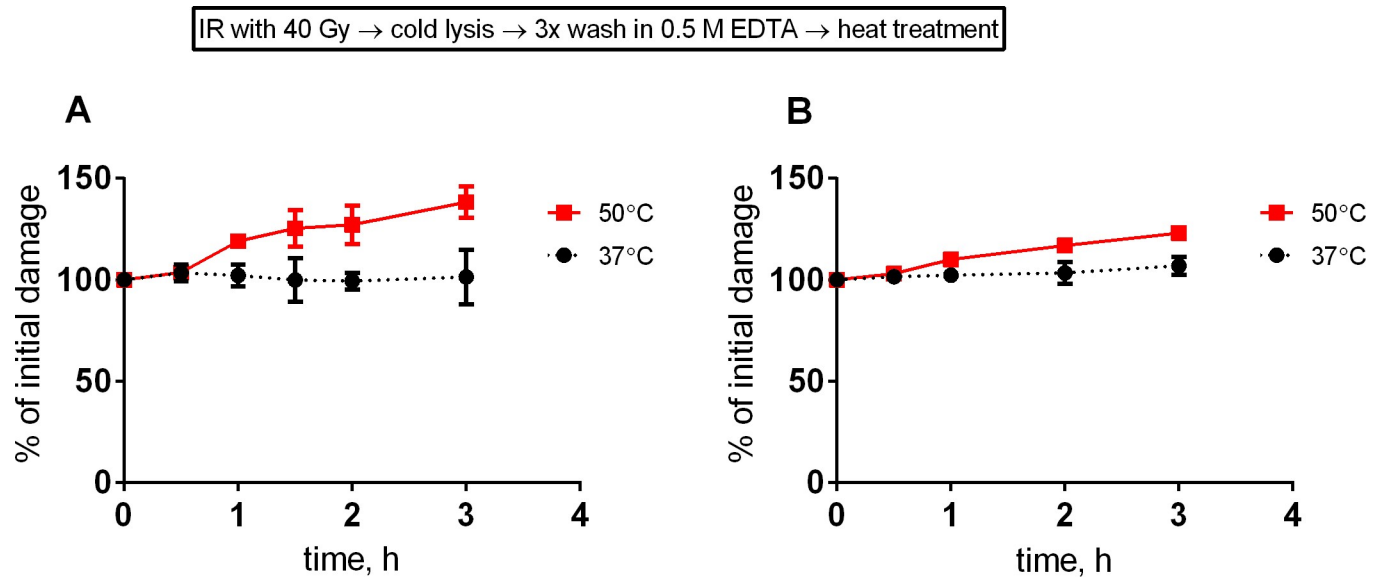 IR with 40 Gy → cold lysis → 3x wash in 0.5 M EDTA → heat treatment
A
% of initial damage
150
100
50
0
0 1 2 3 4
time, h
50°C
37°C
B
% of initial damage
150
100
50
0
0 1 2 3 4
time, h
50°C
37°C